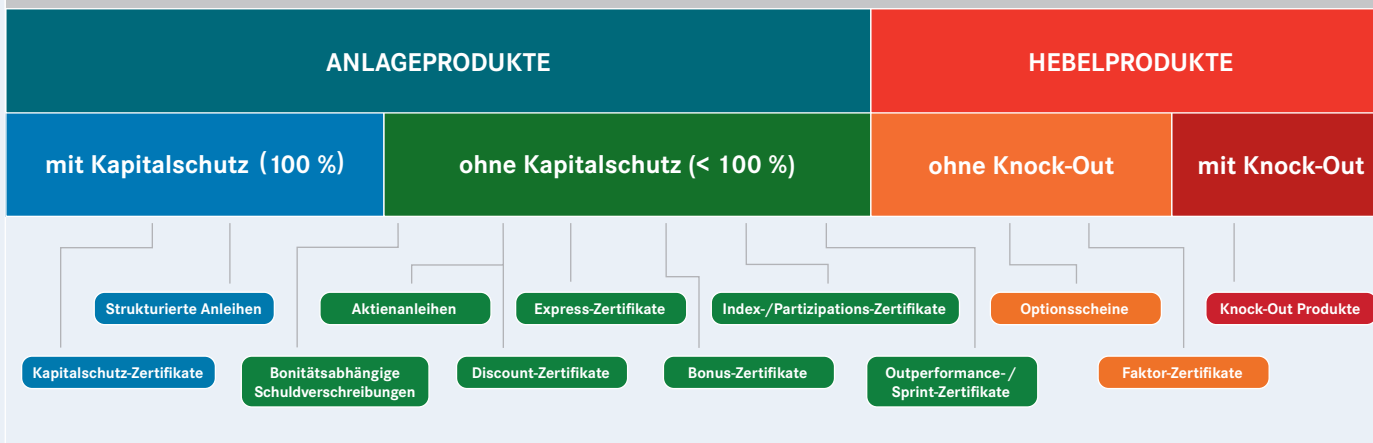 ANLAGEPRODUKTE
HEBELPRODUKTE
mit Kapitalschutz (100 %)
ohne Kapitalschutz (< 100 %)
ohne Knock-Out
mit Knock-Out
Strukturierte Anleihen
Aktienanleihen
Express-Zertifikate
Index-/Partizipations-Zertifikate
Optionsscheine
Knock-Out Produkte
Kapitalschutz-Zertifikate
Bonitätsabhängige
Schuldverschreibungen
Discount-Zertifikate
Bonus-Zertifikate
Outperformance-/
Sprint-Zertifikate
Faktor-Zertifikate